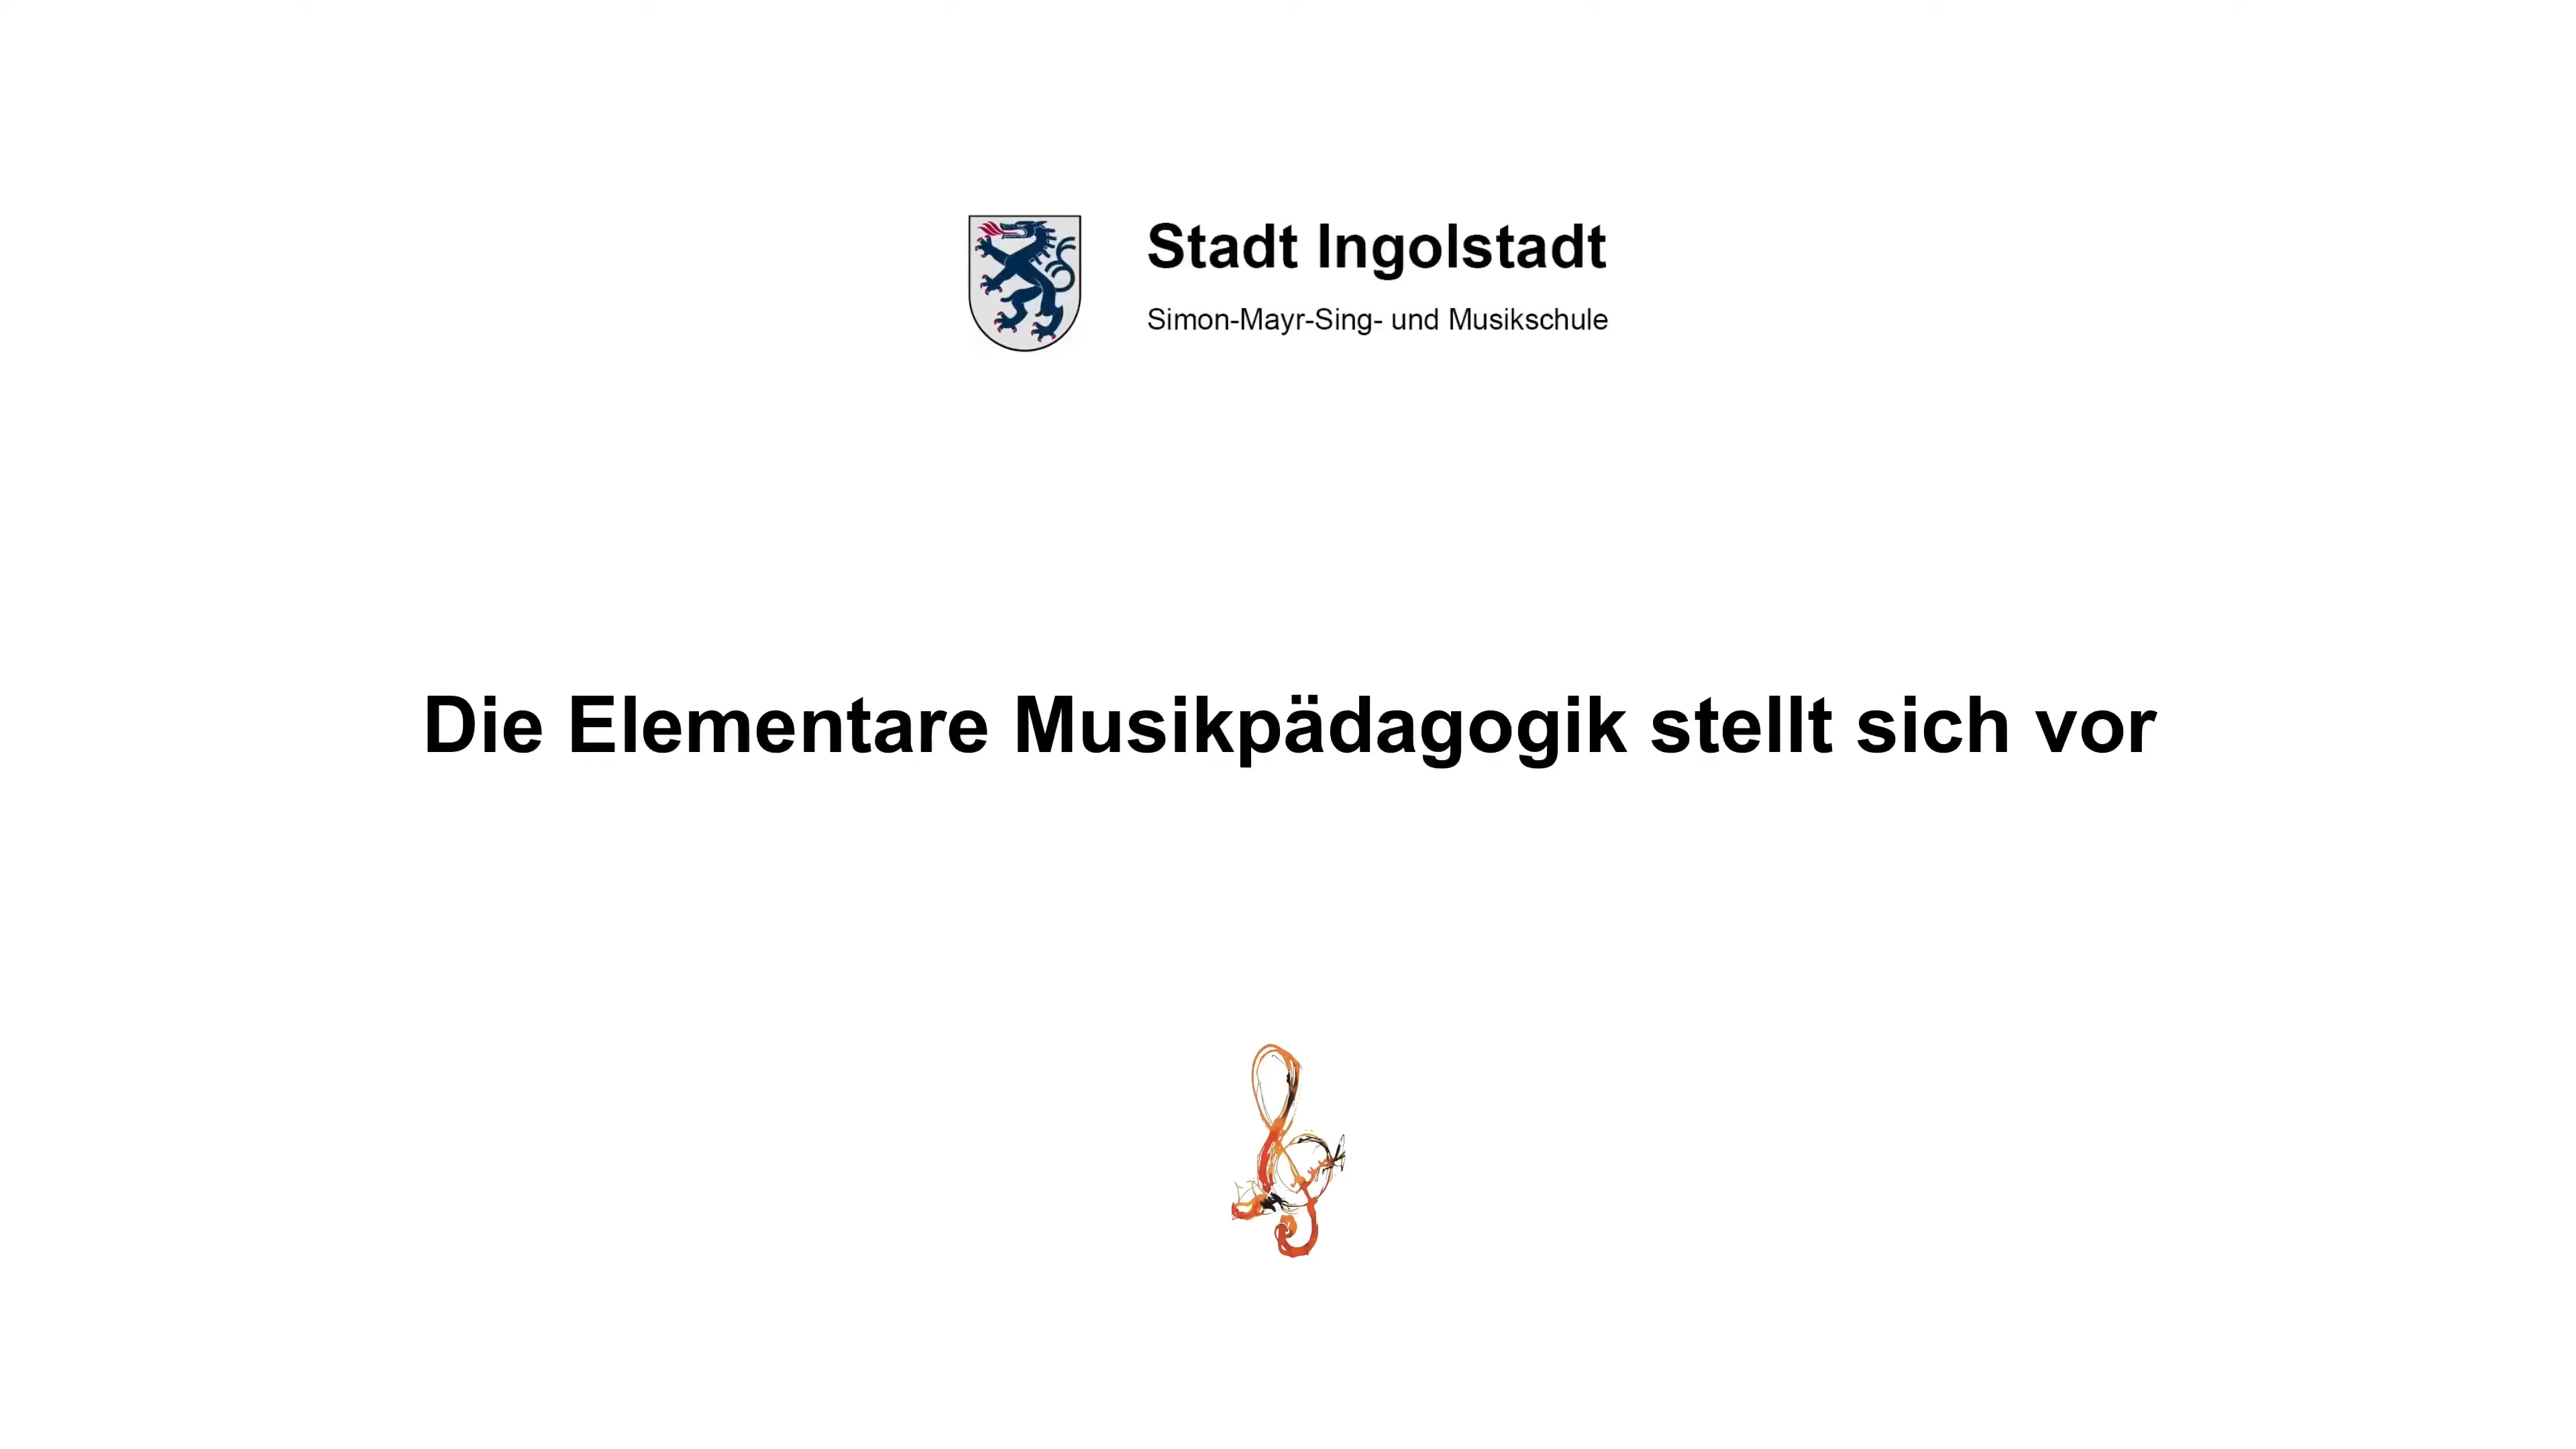 Stadt Ingolstadt
Simon-Mayr-Sing- und Musikschule
Die Elementare Musikpädagogik stellt sich vor